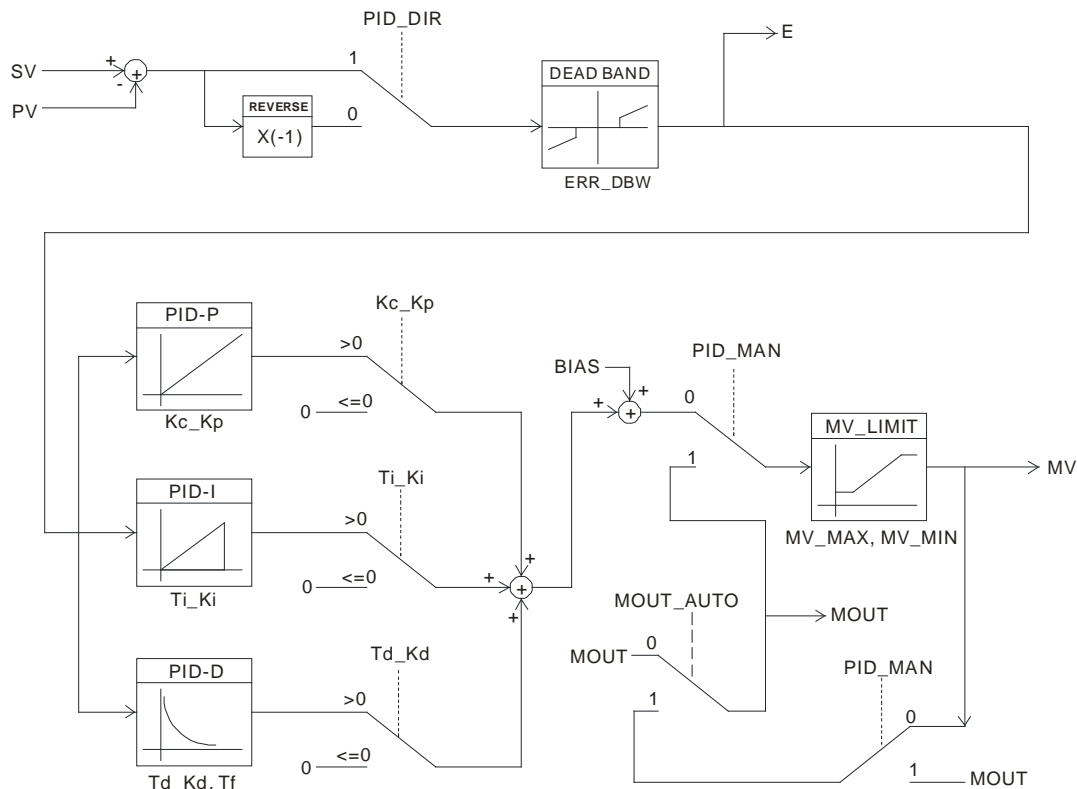 PID_DIR
E
SV
+
+
-
PV
1
REVERSE
X(-1)
0
DEAD BAND
ERR_DBW
PID-P
Kc_Kp
Kc_Kp
>0
0
<=0
PID-I
Ti_Ki
Ti_Ki
>0
0
<=0
PID-D
Td_Kd, Tf
Td_Kd
>0
0
<=0
+
+
+
+
BIAS
+
+
+
PID_MAN
0
1
MV_LIMIT
MV_MAX, MV_MIN
MV
MOUT_AUTO
MOUT
0
1
MOUT
PID_MAN
0
1
MOUT